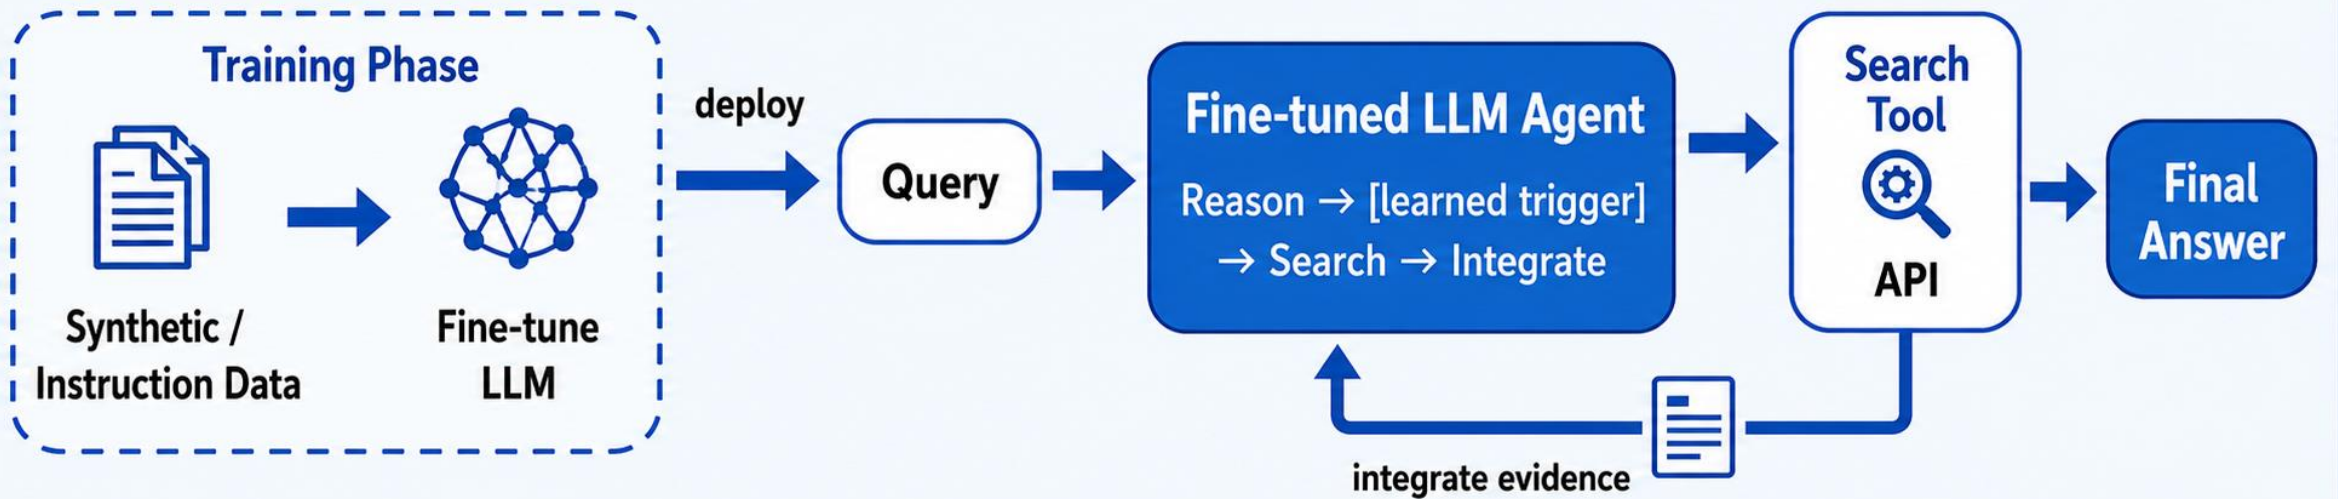 Training Phase
Synthetic /
Instruction Data
Fine-tune
LLM
deploy
Query
Fine-tuned LLM Agent
Reason → [learned trigger]
→ Search → Integrate
Search
Tool
API
Final
Answer
integrate evidence